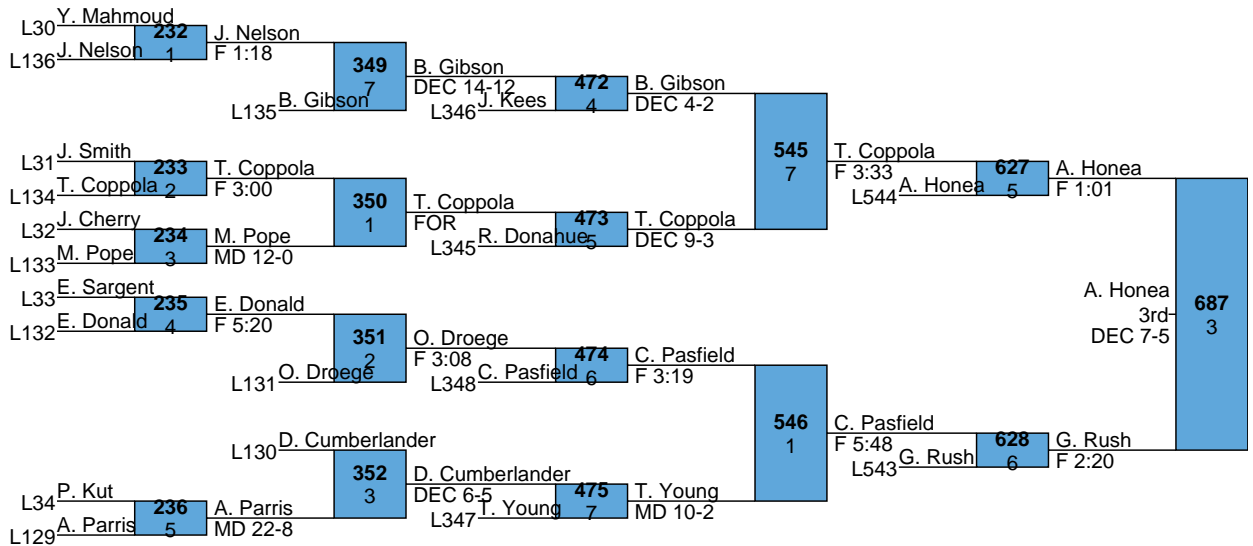 Y. Mahmoud
L30
232
1
J. Nelson
L136
J. Nelson
F 1:18
349
7
B. Gibson
L135
B. Gibson
DEC 14-12
472
4
J. Kees
L346
B. Gibson
DEC 4-2
J. Smith
L31
233
2
T. Coppola
L134
T. Coppola
F 3:00
350
1
J. Cherry
L32
234
3
M. Pope
L133
M. Pope
MD 12-0
T. Coppola
FOR
473
5
R. Donahue
L345
T. Coppola
DEC 9-3
545
7
T. Coppola
F 3:33
627
5
A. Honea
L544
A. Honea
F 1:01
E. Sargent
L33
235
4
E. Donald
L132
E. Donald
F 5:20
351
2
O. Droege
L131
O. Droege
F 3:08
474
6
C. Pasfield
L348
C. Pasfield
F 3:19
D. Cumberlander
L130
352
3
P. Kut
L34
236
5
A. Parris
L129
A. Parris
MD 22-8
D. Cumberlander
DEC 6-5
475
7
T. Young
L347
T. Young
MD 10-2
546
1
C. Pasfield
F 5:48
628
6
G. Rush
L543
G. Rush
F 2:20
A. Honea
3rd
DEC 7-5
687
3